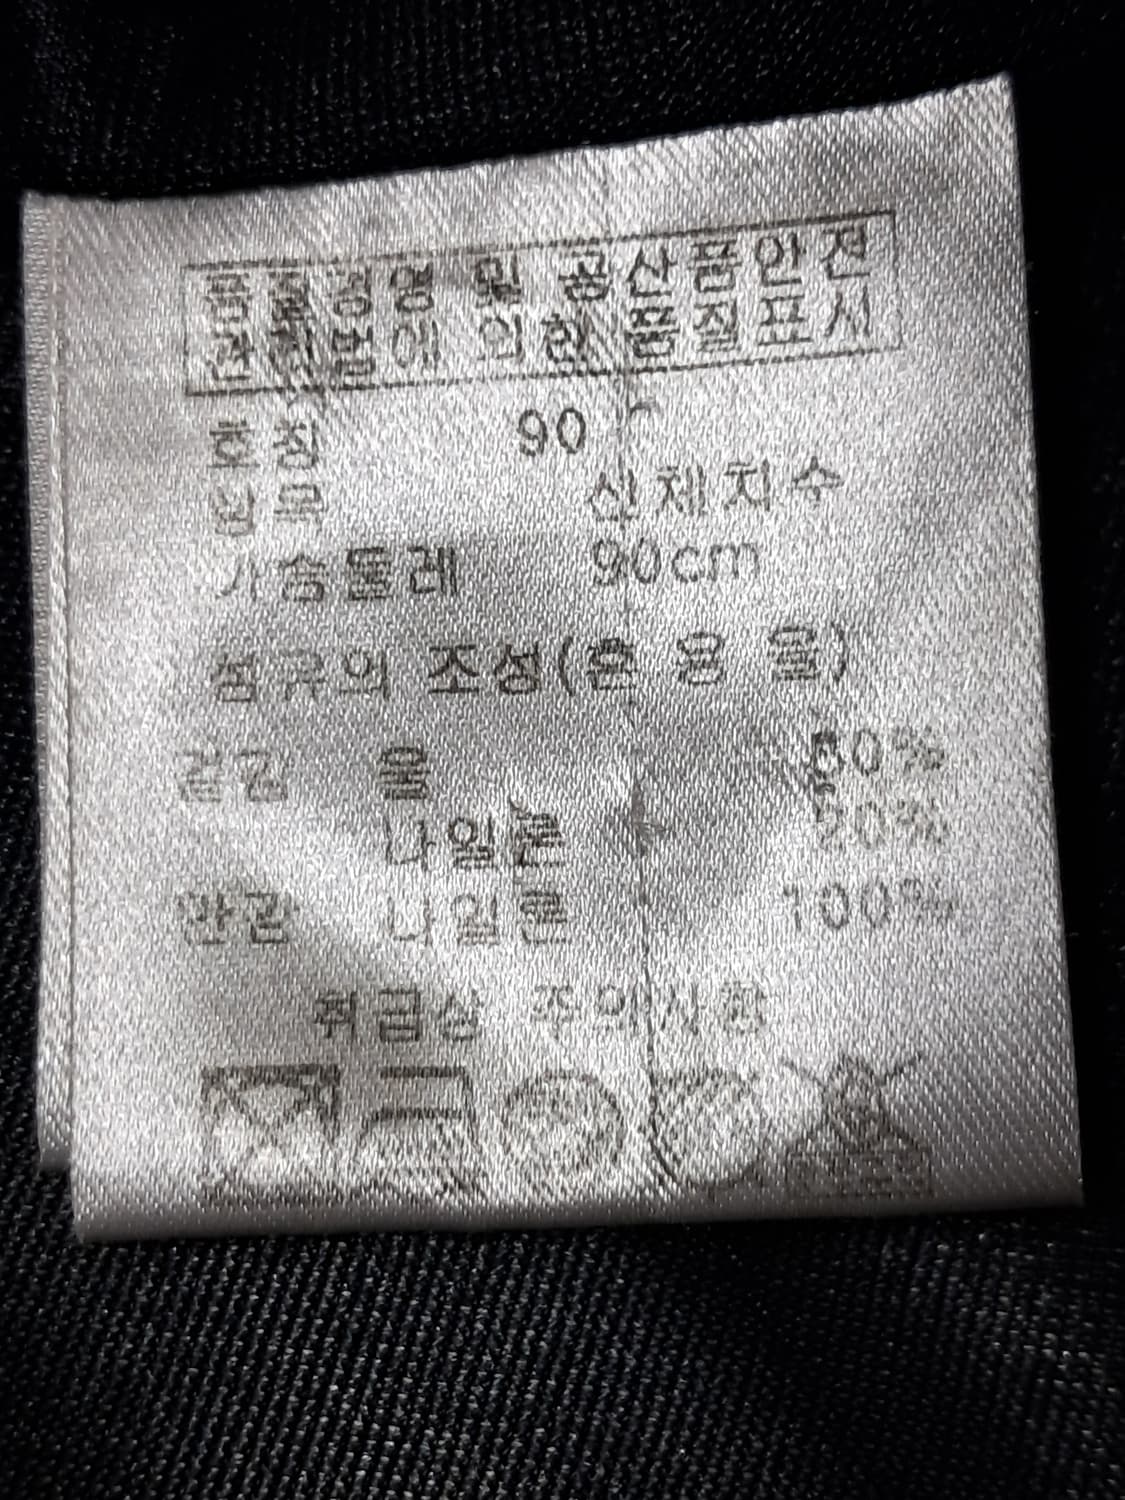 품질경영 및 공산품안전
관리법에 의한 품질표시
호칭 90
항목 신체치수
가슴둘레 90cm
섬유의 조성(혼 용 율)
겉감 울
나일론
안감 나일론 100%
취급상 주의사항